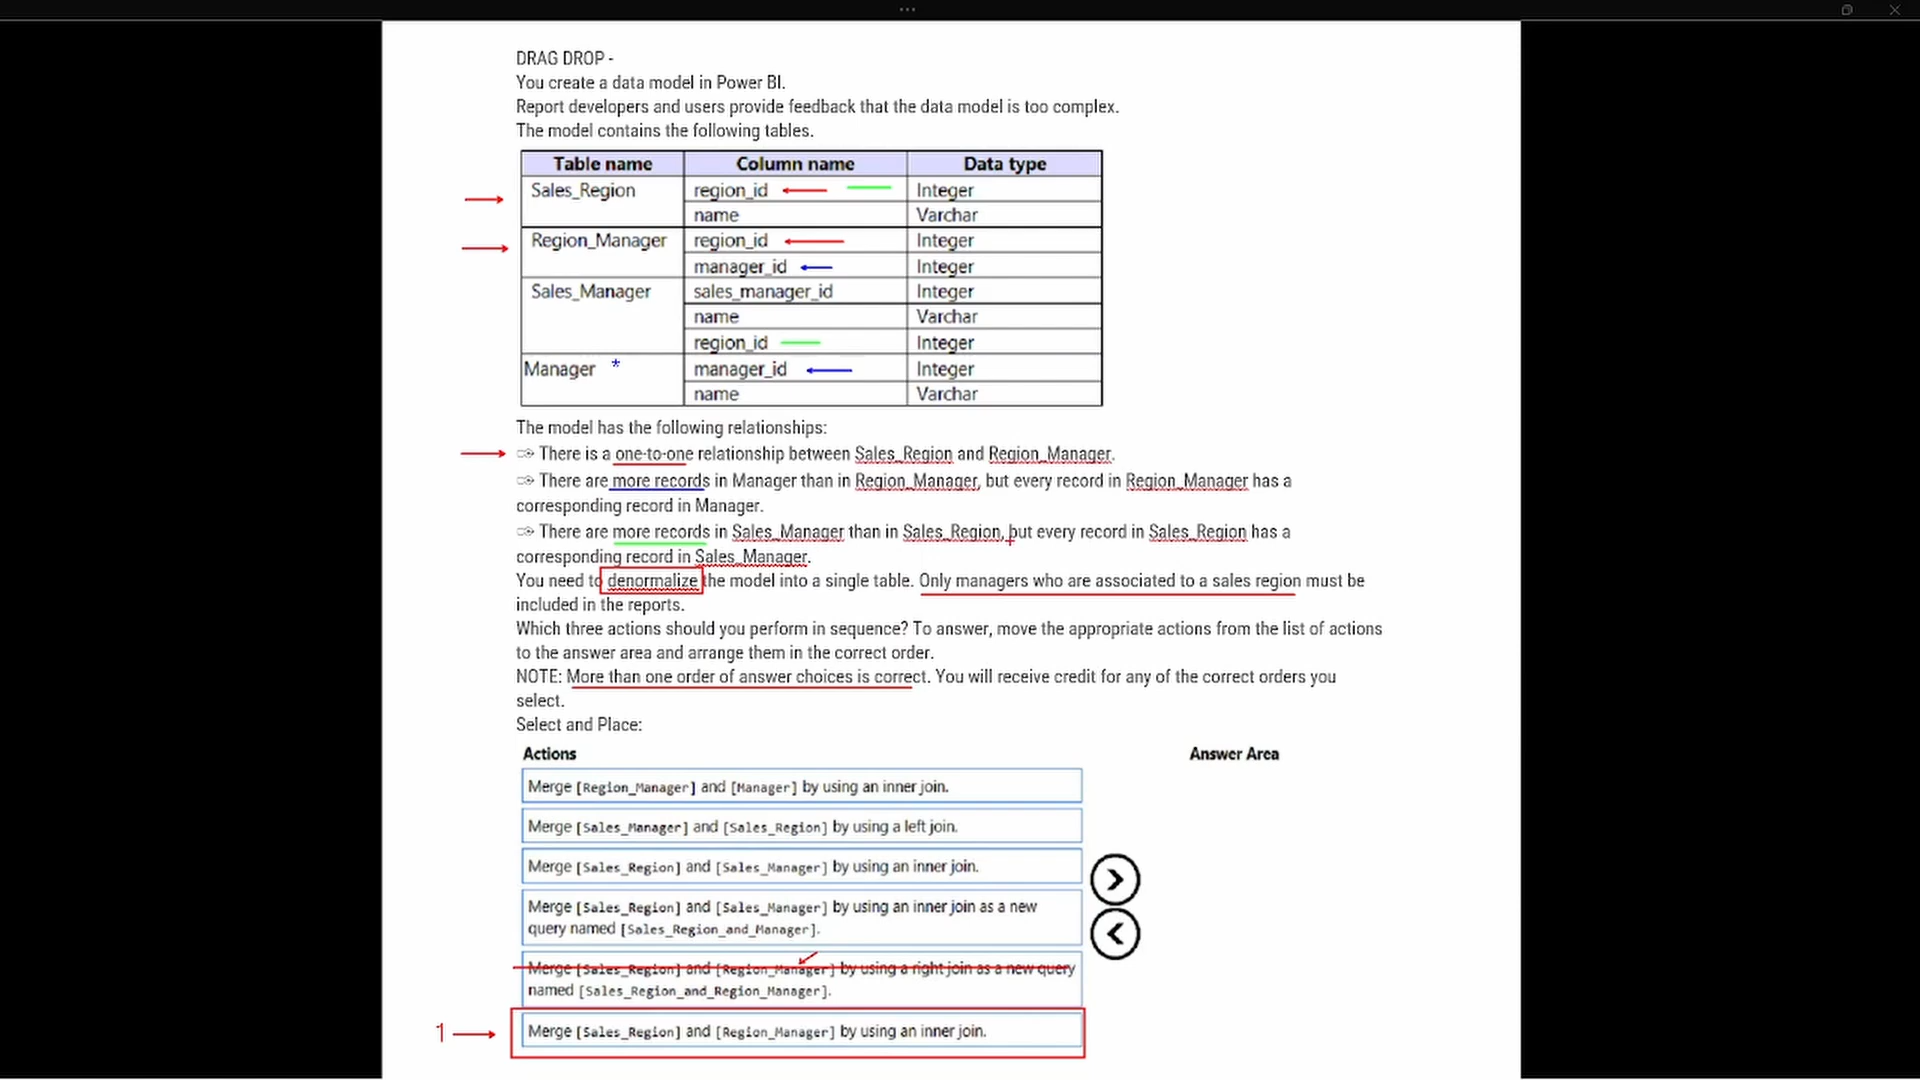 DRAG DROP -
You create a data model in Power BI.
Report developers and users provide feedback that the data model is too complex.
The model contains the following tables.
Table name Column name Data type
Sales_Region region_id Integer
name Varchar
Region_Manager region_id Integer
manager_id Integer
Sales_Manager sales_manager_id Integer
name Varchar
region_id Integer
Manager * manager_id Integer
name Varchar
The model has the following relationships:
There is a one-to-one relationship between Sales_Region and Region_Manager.
There are more records in Manager than in Region_Manager, but every record in Region_Manager has a
corresponding record in Manager.
There are more records in Sales_Manager than in Sales_Region, but every record in Sales_Region has a
corresponding record in Sales_Manager.
You need to denormalize the model into a single table. Only managers who are associated to a sales region must be
included in the reports.
Which three actions should you perform in sequence? To answer, move the appropriate actions from the list of actions
to the answer area and arrange them in the correct order.
NOTE: More than one order of answer choices is correct. You will receive credit for any of the correct orders you
select.
Select and Place:
Actions Answer Area
Merge [Region_Manager] and [Manager] by using an inner join.
Merge [Sales_Manager] and [Sales_Region] by using a left join.
Merge [Sales_Region] and [Sales_Manager] by using an inner join.
Merge [Sales_Region] and [Sales_Manager] by using an inner join as a new
query named [Sales_Region_and_Manager].
Merge [Sales_Region] and [Region_Manager] by using a right join as a new query
named [Sales_Region_and_Region_Manager].
1 Merge [Sales_Region] and [Region_Manager] by using an inner join.